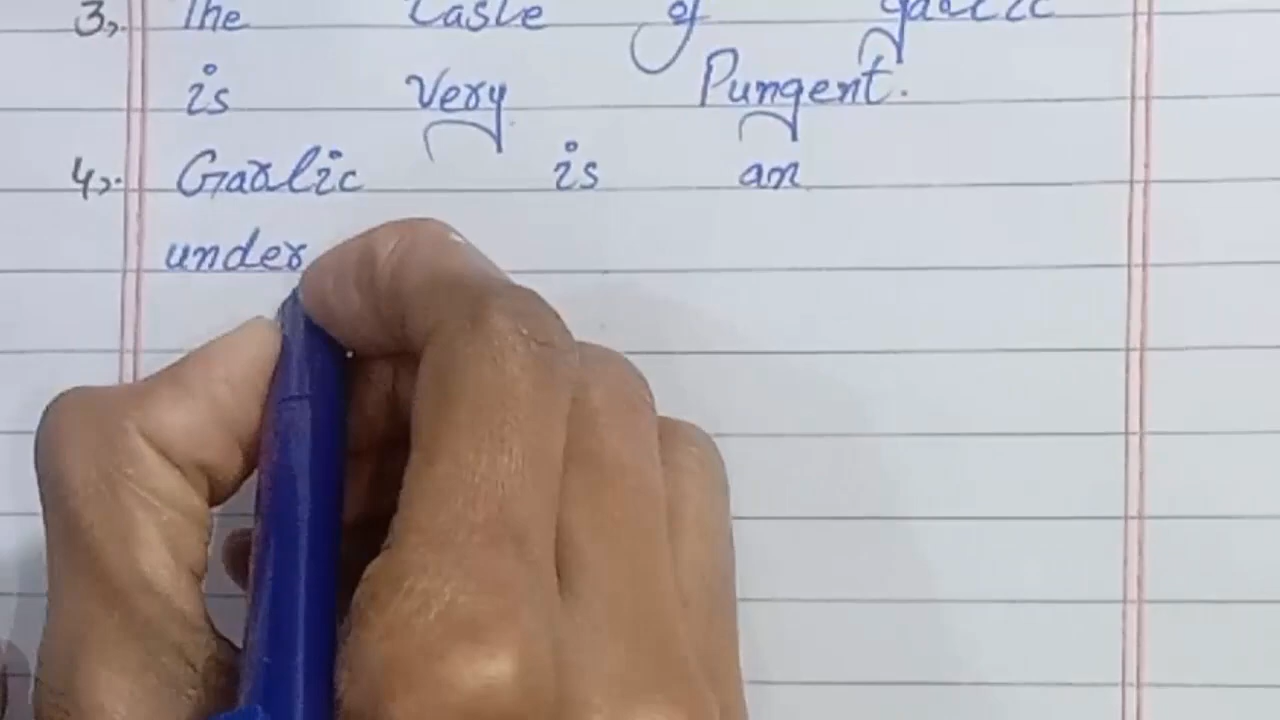 3). The taste of garlic
is Very Pungent.
4). Garlic is an
under